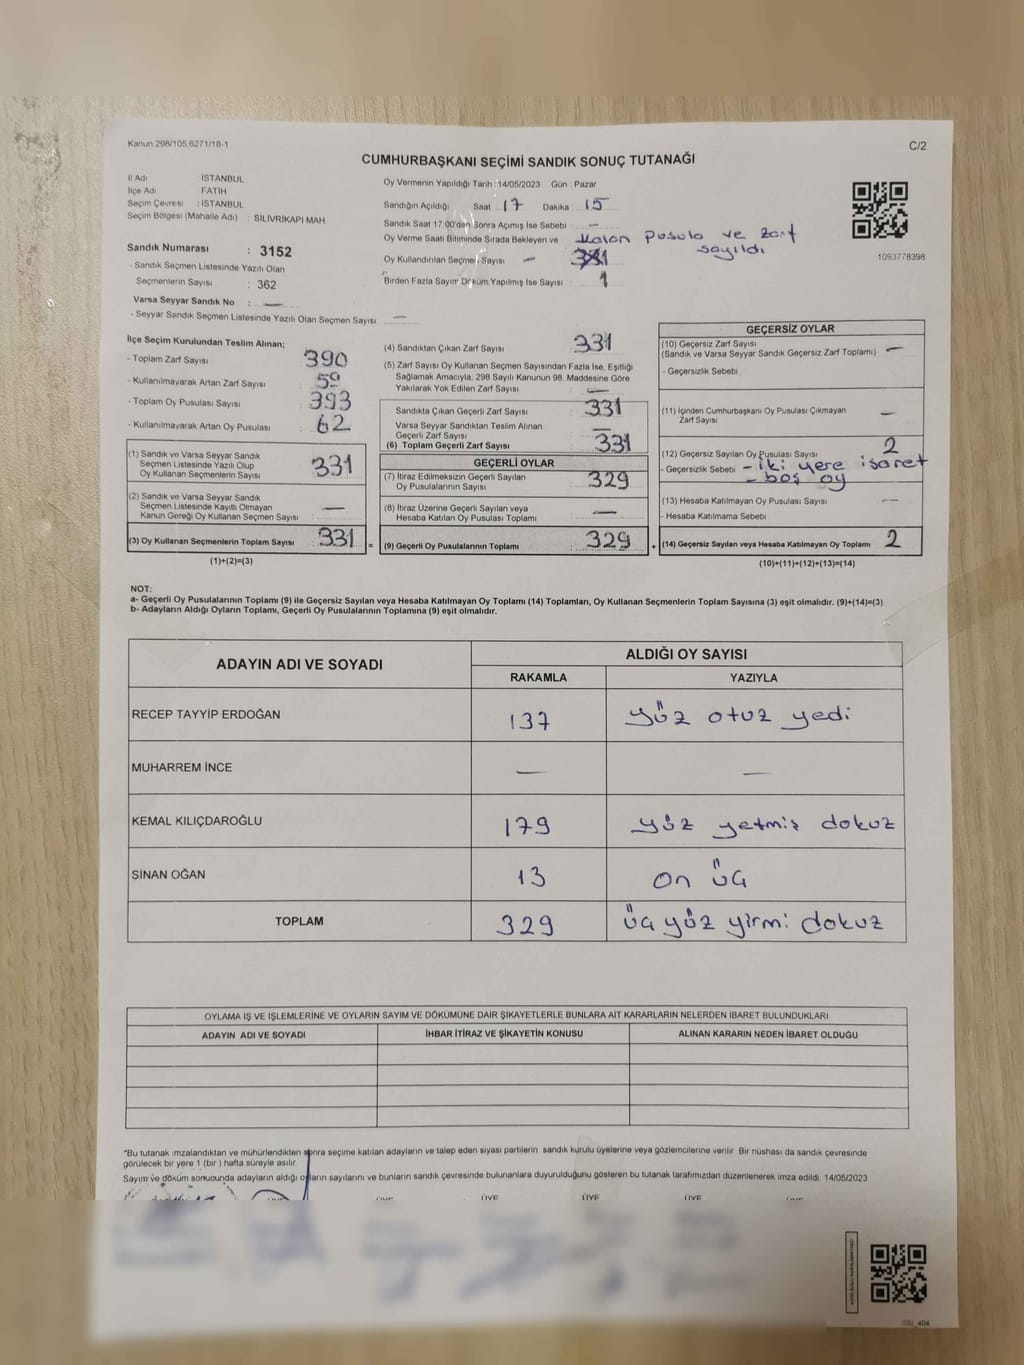 Kanun:298/105,6271/18-1
C/2
CUMHURBAŞKANI SEÇİMİ SANDIK SONUÇ TUTANAĞI
İl Adı : İSTANBUL
İlçe Adı : FATİH
Seçim Çevresi : İSTANBUL
Seçim Bölgesi (Mahalle Adı) : SİLİVRİKAPI MAH
Sandık Numarası : 3152
- Sandık Seçmen Listesinde Yazılı Olan
Seçmenlerin Sayısı : 362
Varsa Seyyar Sandık No : —
- Seyyar Sandık Seçmen Listesinde Yazılı Olan Seçmen Sayısı : —
Oy Vermenin Yapıldığı Tarih :14/05/2023 Gün : Pazar
Sandığın Açıldığı Saat : 17 Dakika : 15
Sandık Saat 17:00'den Sonra Açımış İse Sebebi : —
Oy Verme Saati Bitiminde Sırada Bekleyen ve Kalan pusula ve zarf
sayıldı
Oy Kullandırılan Seçmen Sayısı : —
Birden Fazla Sayım Döküm Yapılmış İse Sayısı : 1
1093778398
İlçe Seçim Kurulundan Teslim Alınan;
- Toplam Zarf Sayısı : 390
- Kullanılmayarak Artan Zarf Sayısı : 59
- Toplam Oy Pusulası Sayısı : 393
- Kullanılmayarak Artan Oy Pusulası : 62
(1) Sandık ve Varsa Seyyar Sandık
Seçmen Listesinde Yazılı Olup
Oy Kullanan Seçmenlerin Sayısı : 331
(2) Sandık ve Varsa Seyyar Sandık
Seçmen Listesinde Kayıtlı Olmayan
Kanun Gereği Oy Kullanan Seçmen Sayısı : —
(3) Oy Kullanan Seçmenlerin Toplam Sayısı : 331
(1)+(2)=(3)
(4) Sandıktan Çıkan Zarf Sayısı : 331
(5) Zarf Sayısı Oy Kullanan Seçmen Sayısından Fazla İse, Eşitliği
Sağlamak Amacıyla; 298 Sayılı Kanunun 98. Maddesine Göre
Yakılarak Yok Edilen Zarf Sayısı : —
Sandıkta Çıkan Geçerli Zarf Sayısı : 331
Varsa Seyyar Sandıktan Teslim Alınan
Geçerli Zarf Sayısı : —
(6) Toplam Geçerli Zarf Sayısı : 331
GEÇERLİ OYLAR
(7) İtiraz Edilmeksizin Geçerli Sayılan
Oy Pusulalarının Sayısı : 329
(8) İtiraz Üzerine Geçerli Sayılan veya
Hesaba Katılan Oy Pusulası Toplamı : —
= (9) Geçerli Oy Pusulalarının Toplamı : 329
GEÇERSİZ OYLAR
(10) Geçersiz Zarf Sayısı
(Sandık ve Varsa Seyyar Sandık Geçersiz Zarf Toplamı) : —
- Geçersizlik Sebebi :
(11) İçinden Cumhurbaşkanı Oy Pusulası Çıkmayan
Zarf Sayısı : —
(12) Geçersiz Sayılan Oy Pusulası Sayısı : 2
- Geçersizlik Sebebi : - iki yere işaret
- boş oy
(13) Hesaba Katılmayan Oy Pusulası Sayısı : —
- Hesaba Katılmama Sebebi :
+ (14) Geçersiz Sayılan veya Hesaba Katılmayan Oy Toplamı : 2
(10)+(11)+(12)+(13)=(14)
NOT:
a- Geçerli Oy Pusulalarının Toplamı (9) ile Geçersiz Sayılan veya Hesaba Katılmayan Oy Toplamı (14) Toplamları, Oy Kullanan Seçmenlerin Toplam Sayısına (3) eşit olmalıdır. (9)+(14)=(3)
b- Adayların Aldığı Oyların Toplamı, Geçerli Oy Pusulalarının Toplamına (9) eşit olmalıdır.
ADAYIN ADI VE SOYADI
ALDIĞI OY SAYISI
RAKAMLA YAZIYLA
RECEP TAYYİP ERDOĞAN 137 yüz otuz yedi
MUHARREM İNCE — —
KEMAL KILIÇDAROĞLU 179 yüz yetmiş dokuz
SİNAN OĞAN 13 on üç
TOPLAM 329 üç yüz yirmi dokuz
OYLAMA İŞ VE İŞLEMLERİNE VE OYLARIN SAYIM VE DÖKÜMÜNE DAİR ŞİKAYETLERLE BUNLARA AİT KARARLARIN NELERDEN İBARET BULUNDUKLARI
ADAYIN ADI VE SOYADI İHBAR İTİRAZ VE ŞİKAYETİN KONUSU ALINAN KARARIN NEDEN İBARET OLDUĞU
*Bu tutanak imzalandıktan ve mühürlendikten sonra seçime katılan adayların ve talep eden siyasi partilerin sandık kurulu üyelerine veya gözlemcilerine verilir. Bir nüshası da sandık çevresinde
görülecek bir yere 1 (bir ) hafta süreyle asılır.
Sayım ve döküm sonucunda adayların aldığı oyların sayılarını ve bunların sandık çevresinde bulunanlara duyurulduğunu gösteren bu tutanak tarafımızdan düzenlenerek imza edildi. 14/05/2023
ÜYE ÜYE ÜYE ÜYE ÜYE